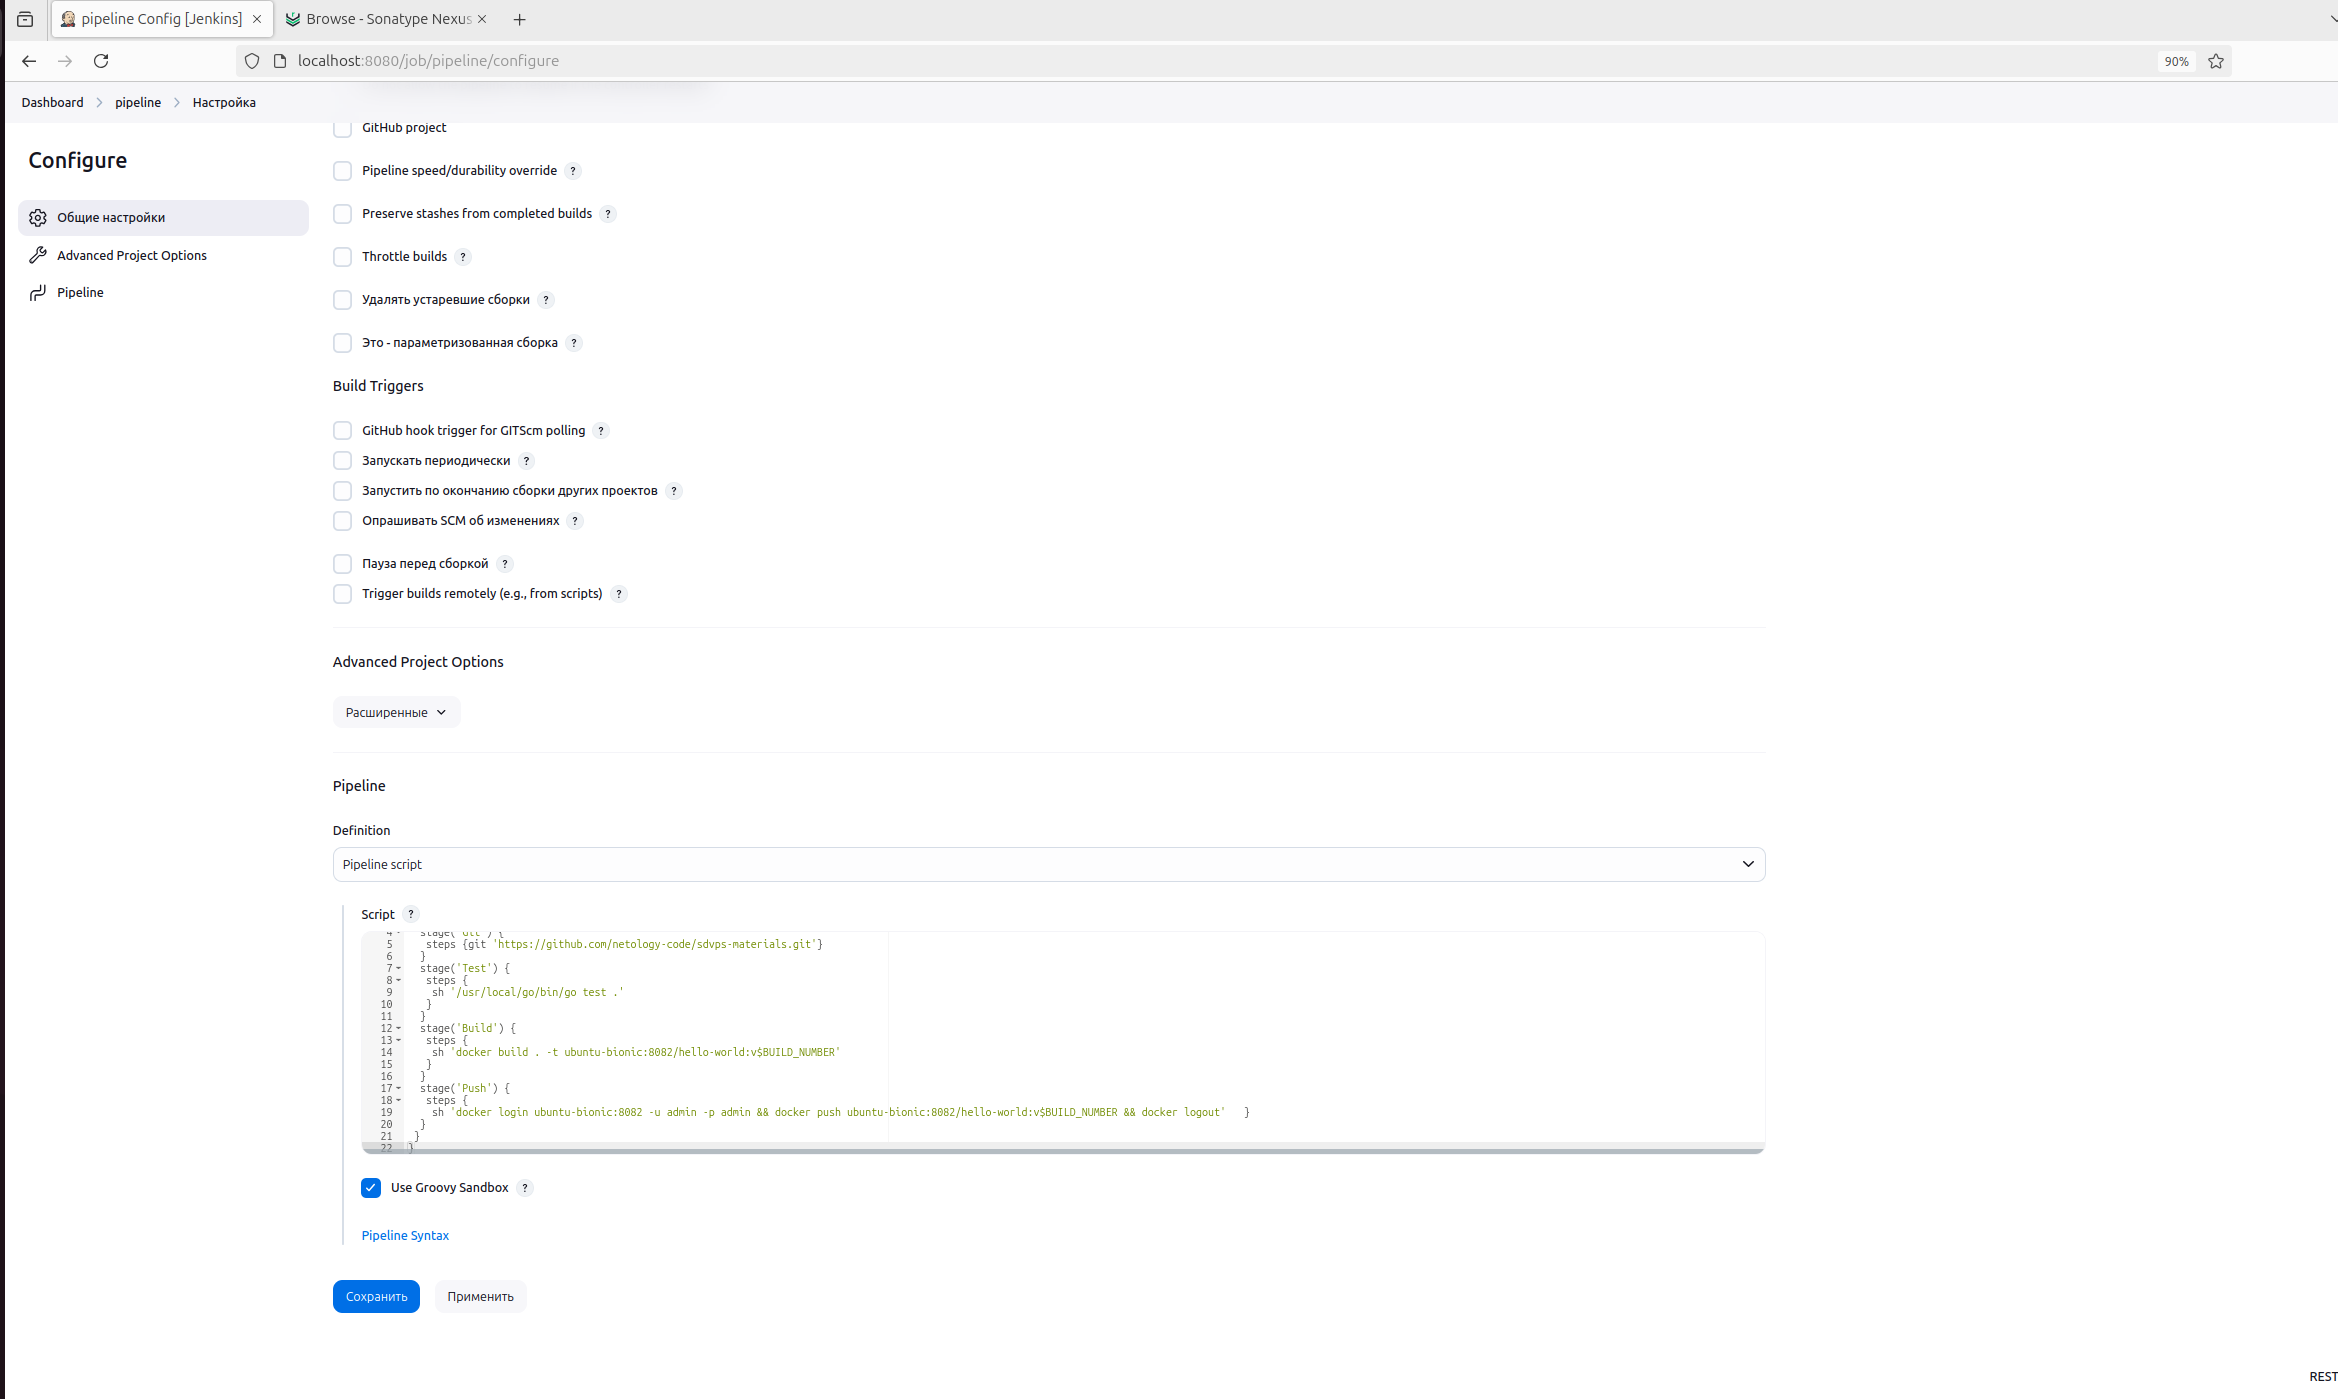 pipeline Config [Jenkins]
Browse - Sonatype Nexus
localhost:8080/job/pipeline/configure
90%
Dashboard > pipeline > Настройка
Configure
Общие настройки
Advanced Project Options
Pipeline
GitHub project
Pipeline speed/durability override ?
Preserve stashes from completed builds ?
Throttle builds ?
Удалять устаревшие сборки ?
Это - параметризованная сборка ?
Build Triggers
GitHub hook trigger for GITScm polling ?
Запускать периодически ?
Запустить по окончанию сборки других проектов ?
Опрашивать SCM об изменениях ?
Пауза перед сборкой ?
Trigger builds remotely (e.g., from scripts) ?
Advanced Project Options
Расширенные
Pipeline
Definition
Pipeline script
Script ?
4 stage('Git') {
5 steps {git 'https://github.com/netology-code/sdvps-materials.git'}
6 }
7 stage('Test') {
8 steps {
9 sh '/usr/local/go/bin/go test .'
10 }
11 }
12 stage('Build') {
13 steps {
14 sh 'docker build . -t ubuntu-bionic:8082/hello-world:v$BUILD_NUMBER'
15 }
16 }
17 stage('Push') {
18 steps {
19 sh 'docker login ubuntu-bionic:8082 -u admin -p admin && docker push ubuntu-bionic:8082/hello-world:v$BUILD_NUMBER && docker logout' }
20 }
21 }
22 }
Use Groovy Sandbox ?
Pipeline Syntax
Сохранить
Применить
REST